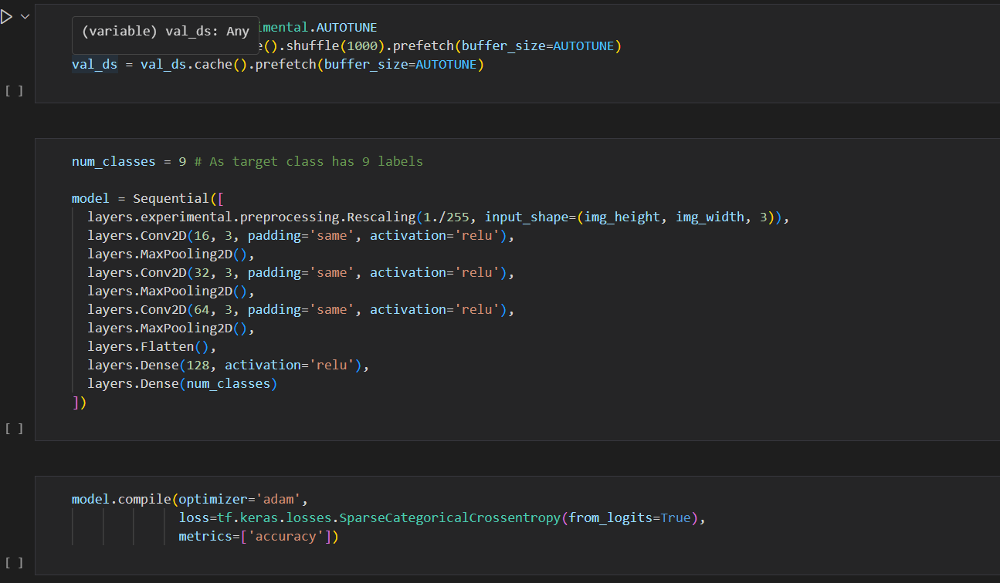 (variable) val_ds: Any
imental.AUTOTUNE
e().shuffle(1000).prefetch(buffer_size=AUTOTUNE)
val_ds = val_ds.cache().prefetch(buffer_size=AUTOTUNE)
[ ]
num_classes = 9 # As target class has 9 labels
model = Sequential([
layers.experimental.preprocessing.Rescaling(1./255, input_shape=(img_height, img_width, 3)),
layers.Conv2D(16, 3, padding='same', activation='relu'),
layers.MaxPooling2D(),
layers.Conv2D(32, 3, padding='same', activation='relu'),
layers.MaxPooling2D(),
layers.Conv2D(64, 3, padding='same', activation='relu'),
layers.MaxPooling2D(),
layers.Flatten(),
layers.Dense(128, activation='relu'),
layers.Dense(num_classes)
])
[ ]
model.compile(optimizer='adam',
loss=tf.keras.losses.SparseCategoricalCrossentropy(from_logits=True),
metrics=['accuracy'])
[ ]